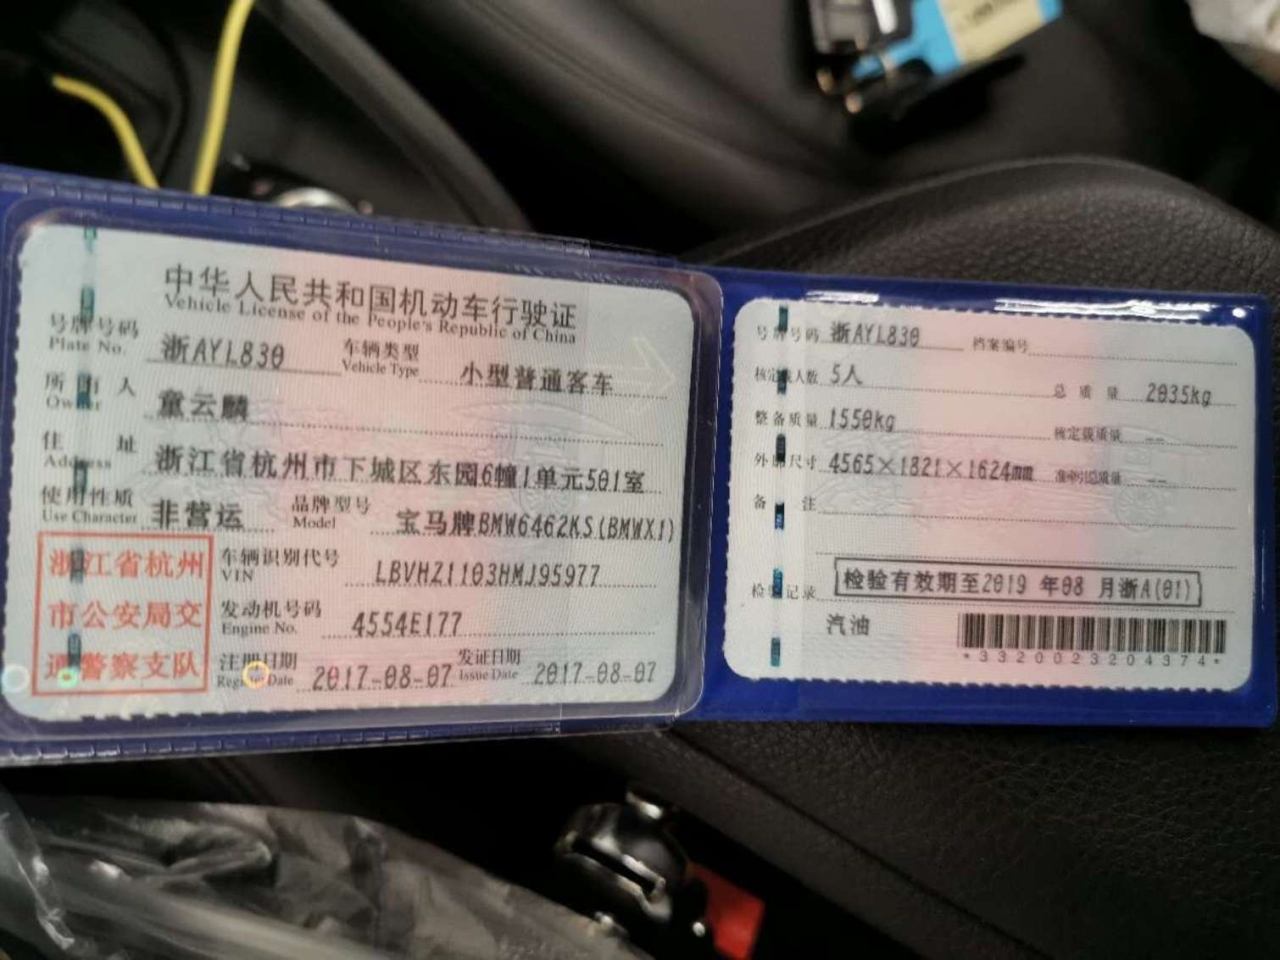 中华人民共和国机动车行驶证
Vehicle License of the People's Republic of China
号牌号码 浙AYL830 车辆类型 小型普通客车
Plate No. Vehicle Type
所有人 童云麟
Owner
住址 浙江省杭州市下城区东园6幢1单元501室
Address
使用性质 非营运 品牌型号 宝马牌BMW6462KS(BMWX1)
Use Character Model
浙江省杭州
市公安局交
通警察支队
车辆识别代号 LBVHZ1103HMJ95977
VIN
发动机号码 4554E177
Engine No.
注册日期 2017-08-07 发证日期 2017-08-07
Register Date Issue Date
号牌号码 浙AYL830 档案编号
核定载人数 5人 总质量 2035kg
整备质量 1550kg 核定载质量 --
外廓尺寸 4565×1821×1624mm 准牵引总质量 --
备注
检验记录 检验有效期至2019 年08 月浙A(01)
汽油
*3320023204374*